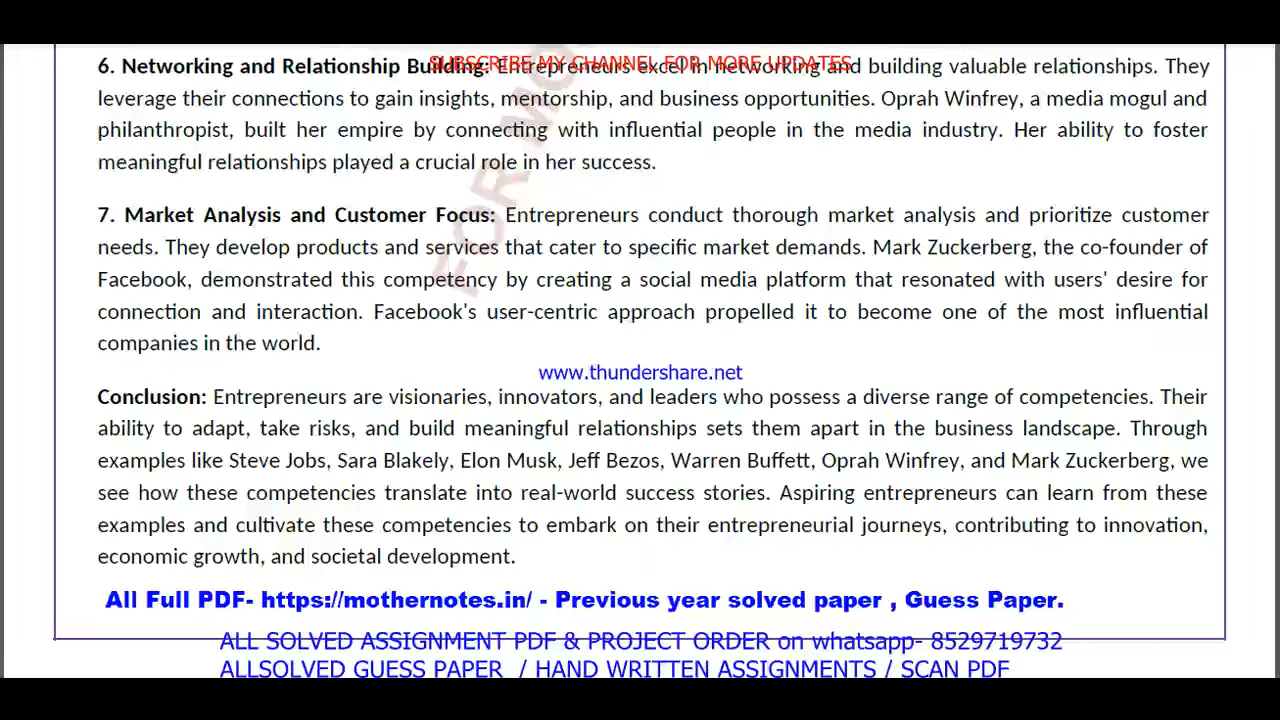 SUBSCRIBE MY CHANNEL FOR MORE UPDATES
6. Networking and Relationship Building: Entrepreneurs excel in networking and building valuable relationships. They
leverage their connections to gain insights, mentorship, and business opportunities. Oprah Winfrey, a media mogul and
philanthropist, built her empire by connecting with influential people in the media industry. Her ability to foster
meaningful relationships played a crucial role in her success.
FOR
7. Market Analysis and Customer Focus: Entrepreneurs conduct thorough market analysis and prioritize customer
needs. They develop products and services that cater to specific market demands. Mark Zuckerberg, the co-founder of
Facebook, demonstrated this competency by creating a social media platform that resonated with users' desire for
connection and interaction. Facebook's user-centric approach propelled it to become one of the most influential
companies in the world.
www.thundershare.net
Conclusion: Entrepreneurs are visionaries, innovators, and leaders who possess a diverse range of competencies. Their
ability to adapt, take risks, and build meaningful relationships sets them apart in the business landscape. Through
examples like Steve Jobs, Sara Blakely, Elon Musk, Jeff Bezos, Warren Buffett, Oprah Winfrey, and Mark Zuckerberg, we
see how these competencies translate into real-world success stories. Aspiring entrepreneurs can learn from these
examples and cultivate these competencies to embark on their entrepreneurial journeys, contributing to innovation,
economic growth, and societal development.
All Full PDF- https://mothernotes.in/ - Previous year solved paper , Guess Paper.
ALL SOLVED ASSIGNMENT PDF & PROJECT ORDER on whatsapp- 8529719732
ALLSOLVED GUESS PAPER / HAND WRITTEN ASSIGNMENTS / SCAN PDF